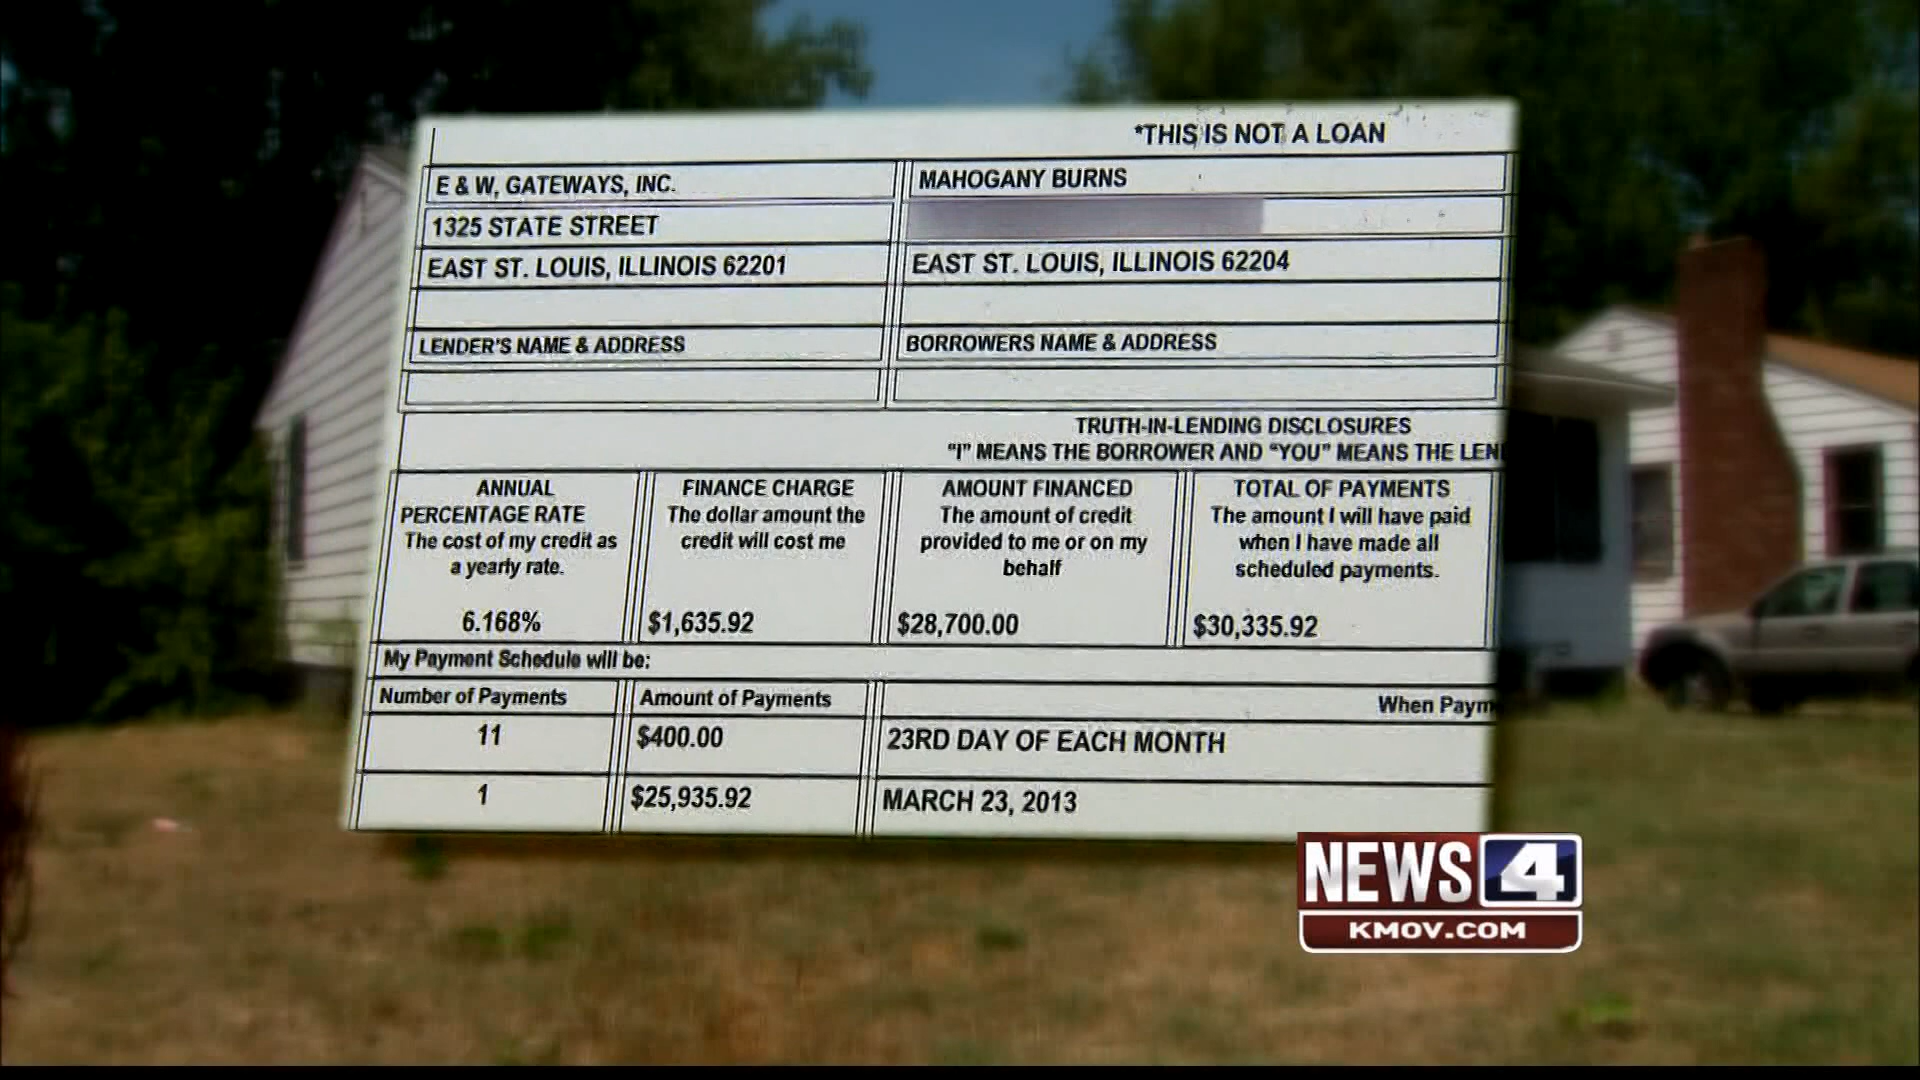 *THIS IS NOT A LOAN
E & W, GATEWAYS, INC.
MAHOGANY BURNS
1325 STATE STREET
EAST ST. LOUIS, ILLINOIS 62201
EAST ST. LOUIS, ILLINOIS 62204
LENDER'S NAME & ADDRESS
BORROWERS NAME & ADDRESS
TRUTH-IN-LENDING DISCLOSURES
"I" MEANS THE BORROWER AND "YOU" MEANS THE LEN
ANNUAL
PERCENTAGE RATE
The cost of my credit as
a yearly rate.
6.168%
FINANCE CHARGE
The dollar amount the
credit will cost me
$1,635.92
AMOUNT FINANCED
The amount of credit
provided to me or on my
behalf
$28,700.00
TOTAL OF PAYMENTS
The amount I will have paid
when I have made all
scheduled payments.
$30,335.92
My Payment Schedule will be:
Number of Payments
Amount of Payments
When Paym
11
$400.00
23RD DAY OF EACH MONTH
1
$25,935.92
MARCH 23, 2013
NEWS 4
KMOV.COM